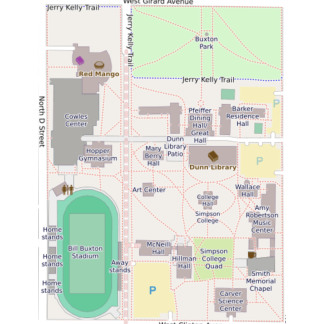 West Girard Avenue
Jerry Kelly Trail
Jerry Kelly Trail
Buxton
Park
Red Mango
Jerry Kelly Trail
P
North D Street
Cowles
Center
Pfeiffer
Dining
Hall/
Great
Hall
Barker
Residence
Hall
Dunn
Library
Patio
Hopper
Gymnasium
Mary
Berry
Hall
Dunn Library
P
Art Center
Wallace
Hall
College
Hall
Simpson
College
Amy
Robertson
Music
Center
Home
stands
Bill Buxton
Stadium
Home
stands
Away
stands
Home
stands
McNeill
Hall
Hillman
Hall
Simpson
College
Quad
Smith
Memorial
Chapel
P
Carver
Science
Center